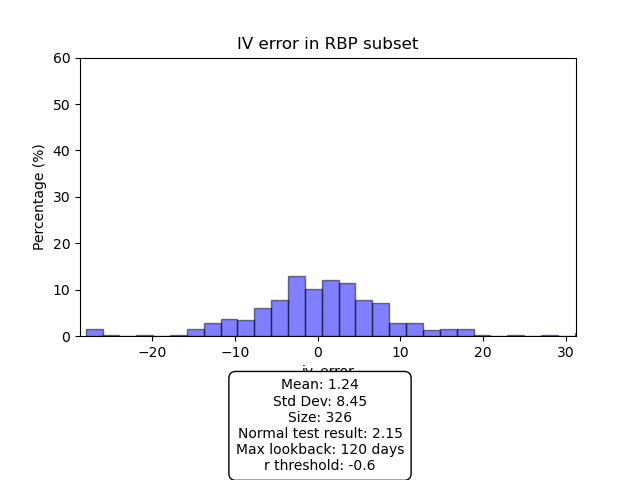 IV error in RBP subset
60
50
40
30
20
10
0
Percentage (%)
−20 −10 0 10 20 30
iv_error
Mean: 1.24
Std Dev: 8.45
Size: 326
Normal test result: 2.15
Max lookback: 120 days
r threshold: -0.6